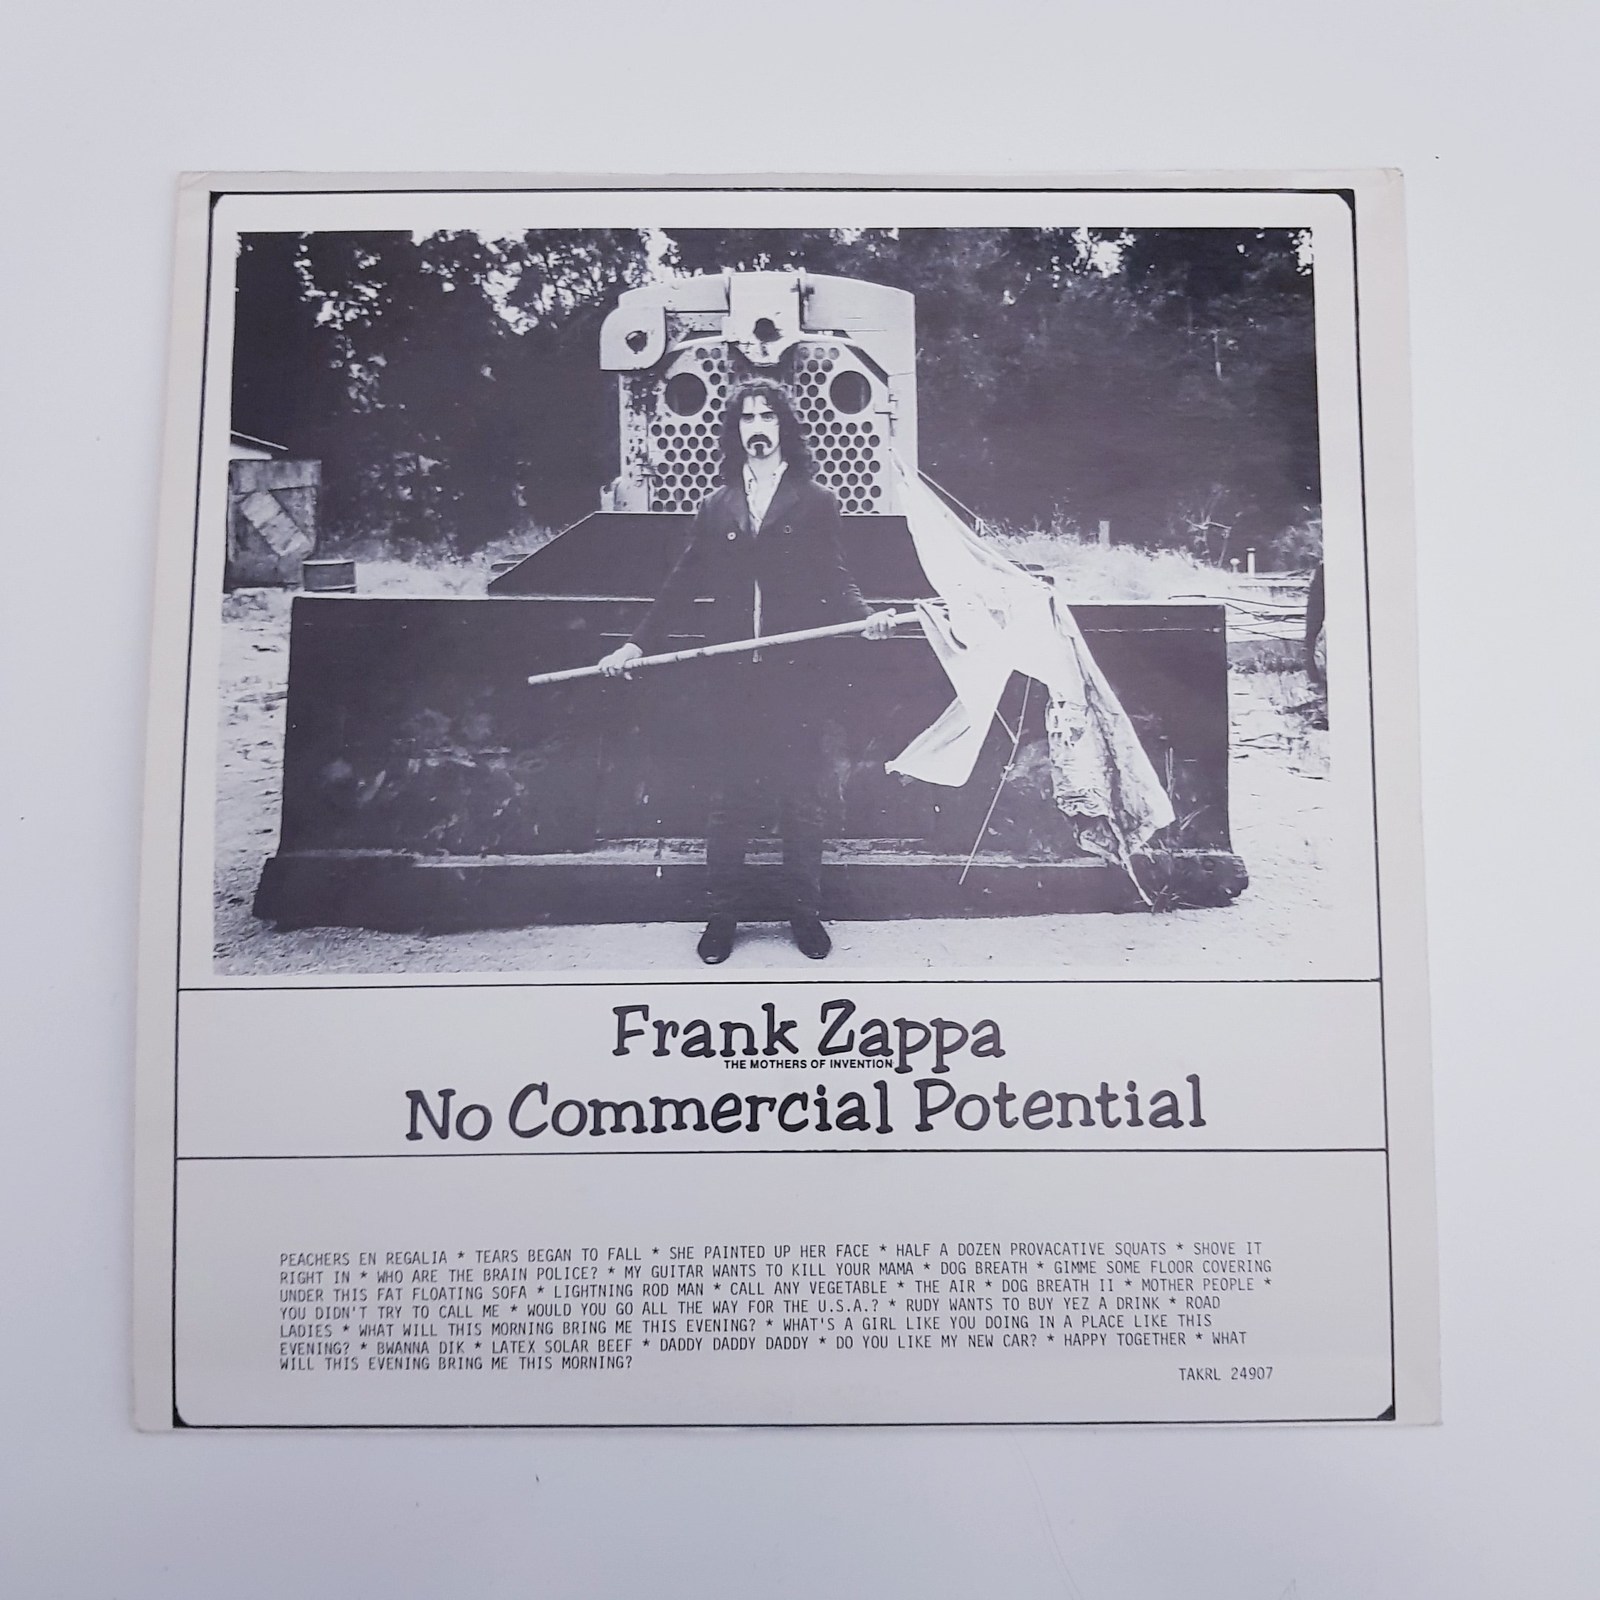 Frank Zappa
THE MOTHERS OF INVENTION
No Commercial Potential
PEACHERS EN REGALIA * TEARS BEGAN TO FALL * SHE PAINTED UP HER FACE * HALF A DOZEN PROVACATIVE SQUATS * SHOVE IT
RIGHT IN * WHO ARE THE BRAIN POLICE? * MY GUITAR WANTS TO KILL YOUR MAMA * DOG BREATH * GIMME SOME FLOOR COVERING
UNDER THIS FAT FLOATING SOFA * LIGHTNING ROD MAN * CALL ANY VEGETABLE * THE AIR * DOG BREATH II * MOTHER PEOPLE *
YOU DIDN'T TRY TO CALL ME * WOULD YOU GO ALL THE WAY FOR THE U.S.A.? * RUDY WANTS TO BUY YEZ A DRINK * ROAD
LADIES * WHAT WILL THIS MORNING BRING ME THIS EVENING? * WHAT'S A GIRL LIKE YOU DOING IN A PLACE LIKE THIS
EVENING? * BWANNA DIK * LATEX SOLAR BEEF * DADDY DADDY DADDY * DO YOU LIKE MY NEW CAR? * HAPPY TOGETHER * WHAT
WILL THIS EVENING BRING ME THIS MORNING?
TAKRL 24907